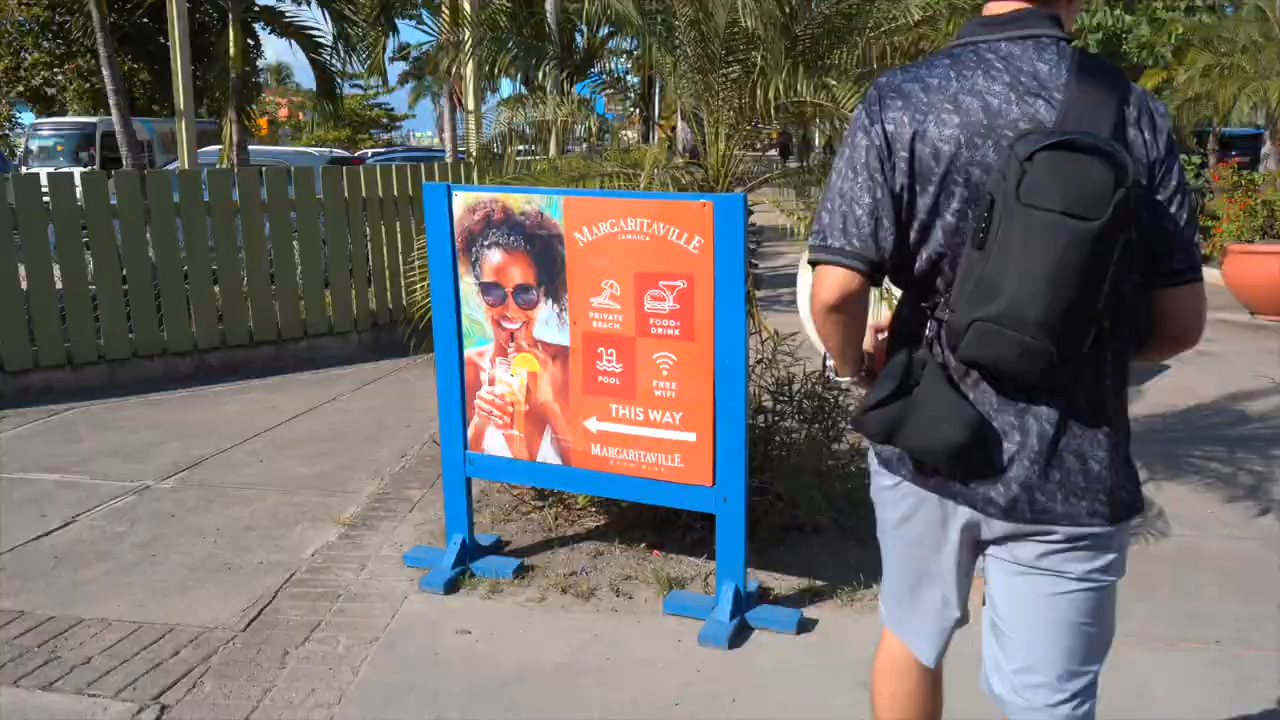 MARGARITAVILLE
JAMAICA
PRIVATE
BEACH
FOOD+
DRINK
POOL
FREE
WIFI
THIS WAY
MARGARITAVILLE